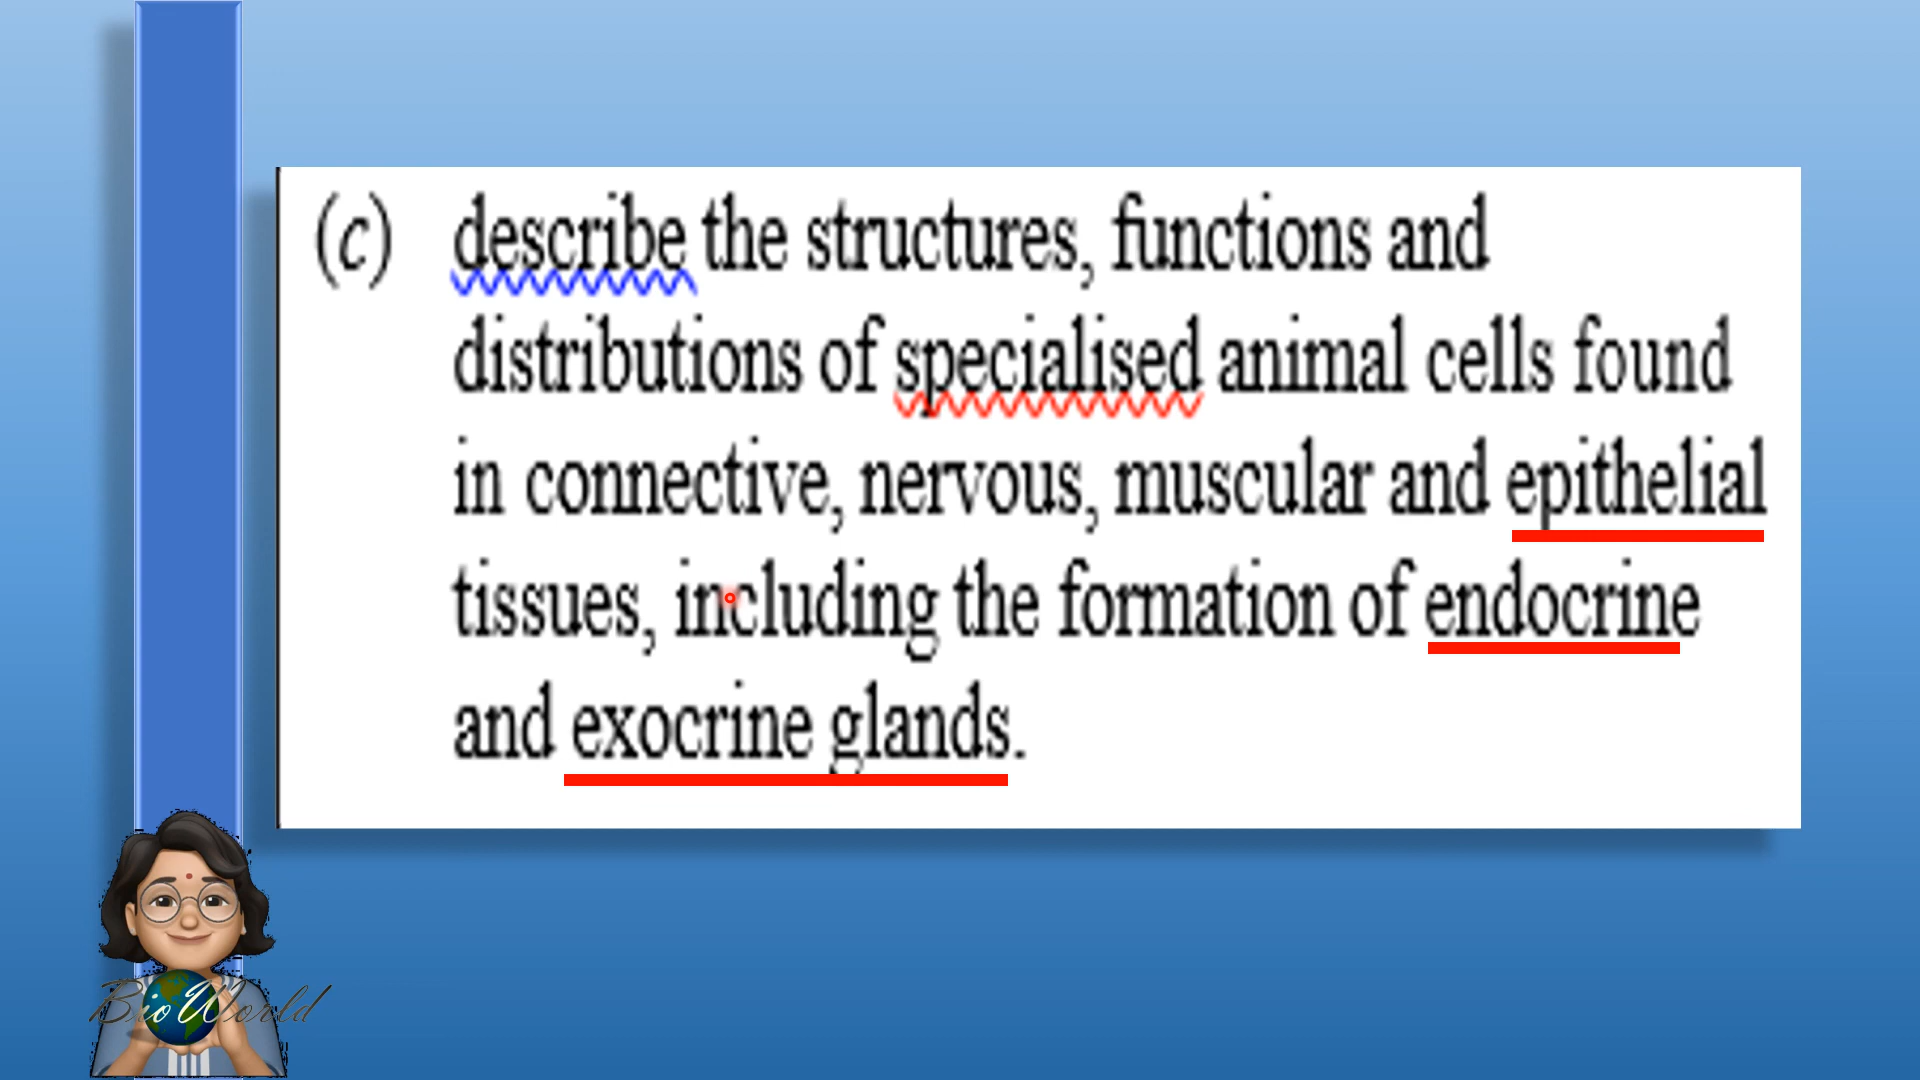 (c) describe the structures, functions and
distributions of specialised animal cells found
in connective, nervous, muscular and epithelial
tissues, including the formation of endocrine
and exocrine glands.
BioWorld